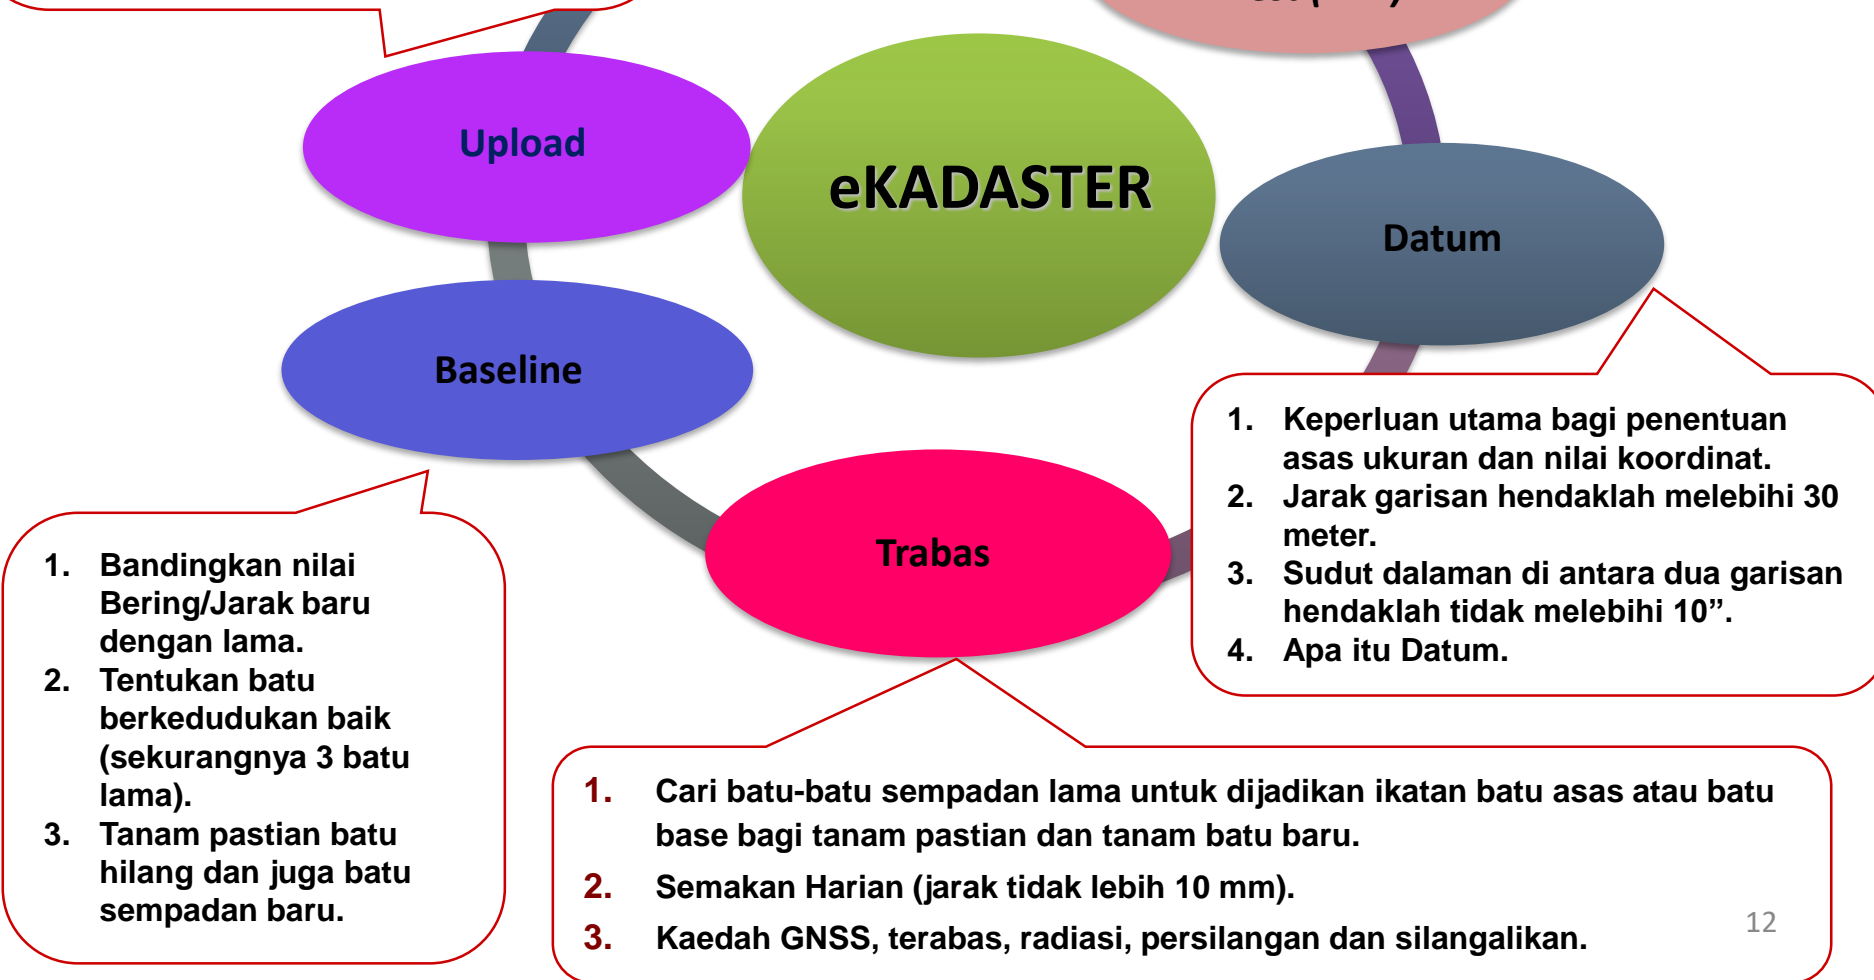 Upload
eKADASTER
Datum
Baseline
Trabas
1. Keperluan utama bagi penentuan
asas ukuran dan nilai koordinat.
2. Jarak garisan hendaklah melebihi 30
meter.
3. Sudut dalaman di antara dua garisan
hendaklah tidak melebihi 10”.
4. Apa itu Datum.
1. Bandingkan nilai
Bering/Jarak baru
dengan lama.
2. Tentukan batu
berkedudukan baik
(sekurangnya 3 batu
lama).
3. Tanam pastian batu
hilang dan juga batu
sempadan baru.
1. Cari batu-batu sempadan lama untuk dijadikan ikatan batu asas atau batu
base bagi tanam pastian dan tanam batu baru.
2. Semakan Harian (jarak tidak lebih 10 mm).
3. Kaedah GNSS, terabas, radiasi, persilangan dan silangalikan.
12